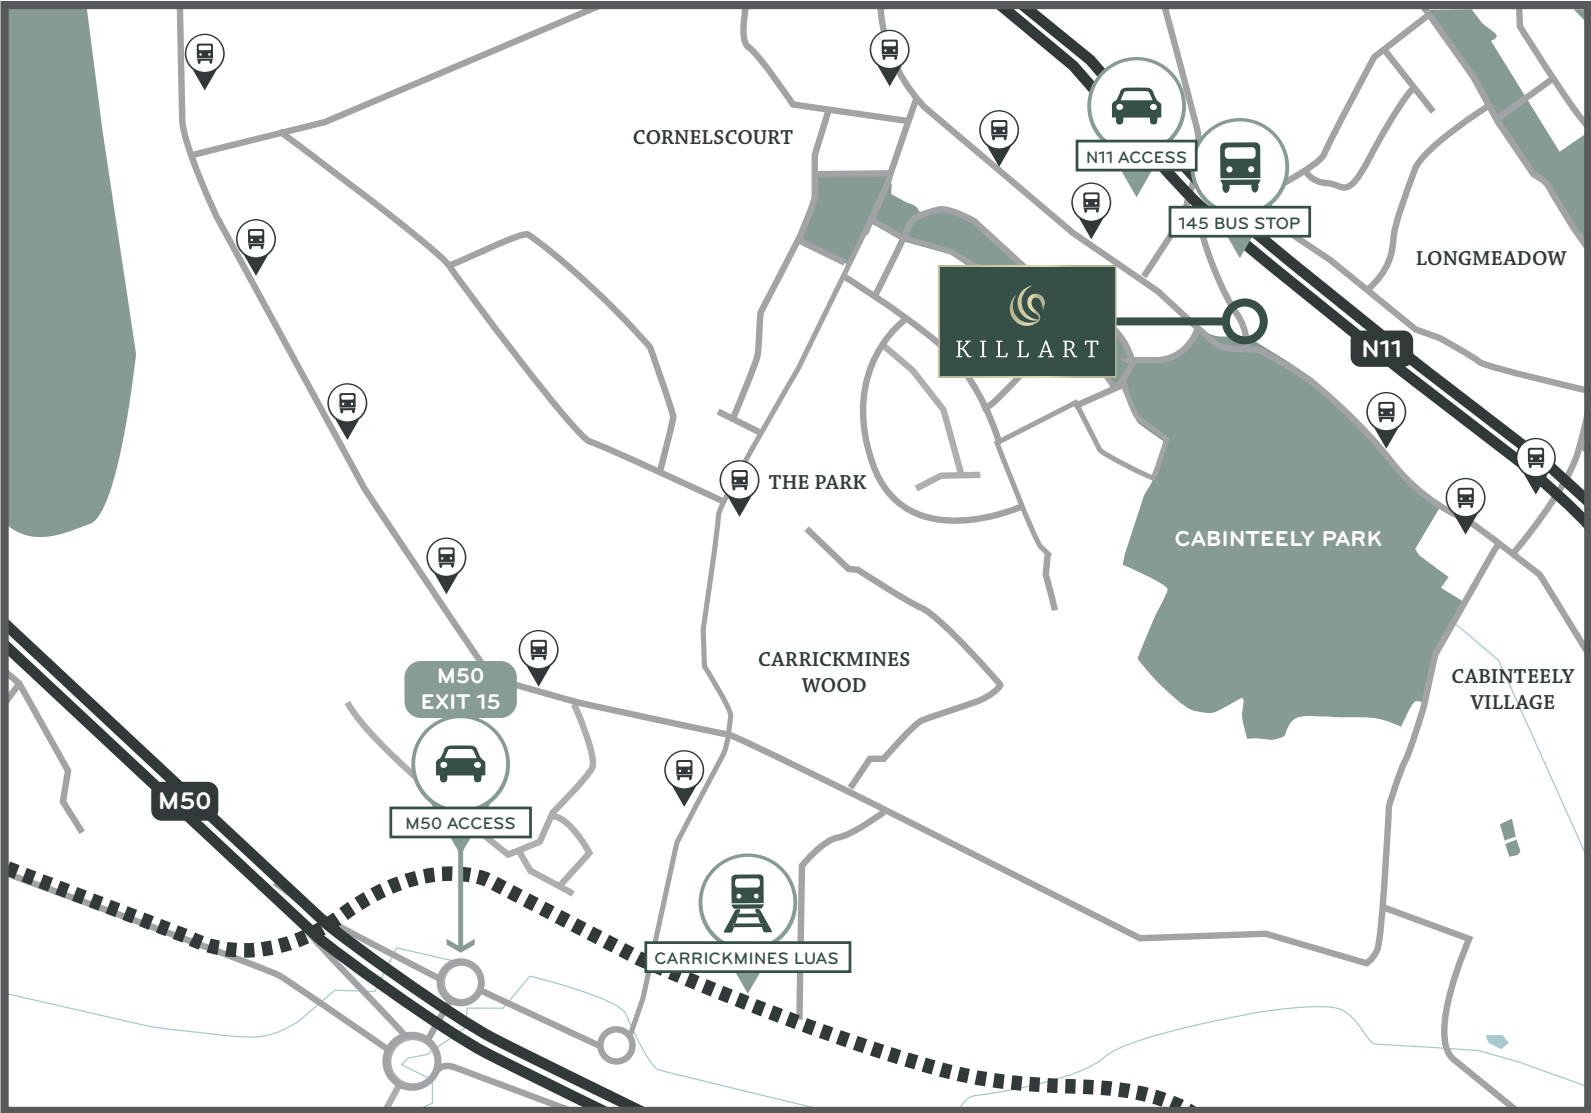 CORNELSCOURT
N11 ACCESS
145 BUS STOP
LONGMEADOW
KILLART
N11
THE PARK
CABINTEELY PARK
CARRICKMINES
WOOD
CABINTEELY
VILLAGE
M50
EXIT 15
M50
M50 ACCESS
CARRICKMINES LUAS